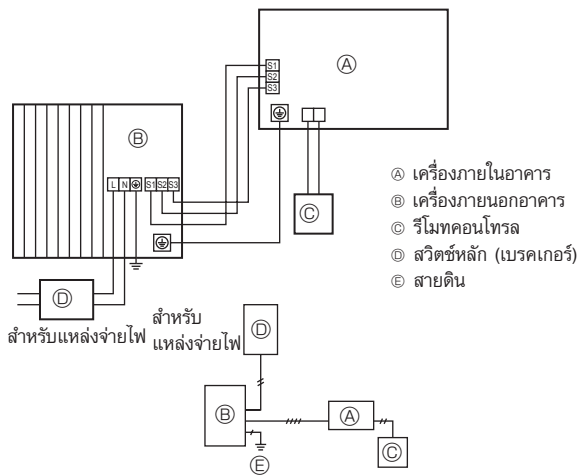 Ⓐ
S1
S2
S3
Ⓑ
L N S1 S2 S3
Ⓒ
Ⓐ เครื่องภายในอาคาร
Ⓑ เครื่องภายนอกอาคาร
Ⓒ รีโมทคอนโทรล
Ⓓ สวิตช์หลัก (เบรคเกอร์)
Ⓔ สายดิน
Ⓓ
สำหรับแหล่งจ่ายไฟ
สำหรับ
แหล่งจ่ายไฟ
Ⓓ
Ⓑ
Ⓐ
Ⓒ
Ⓔ